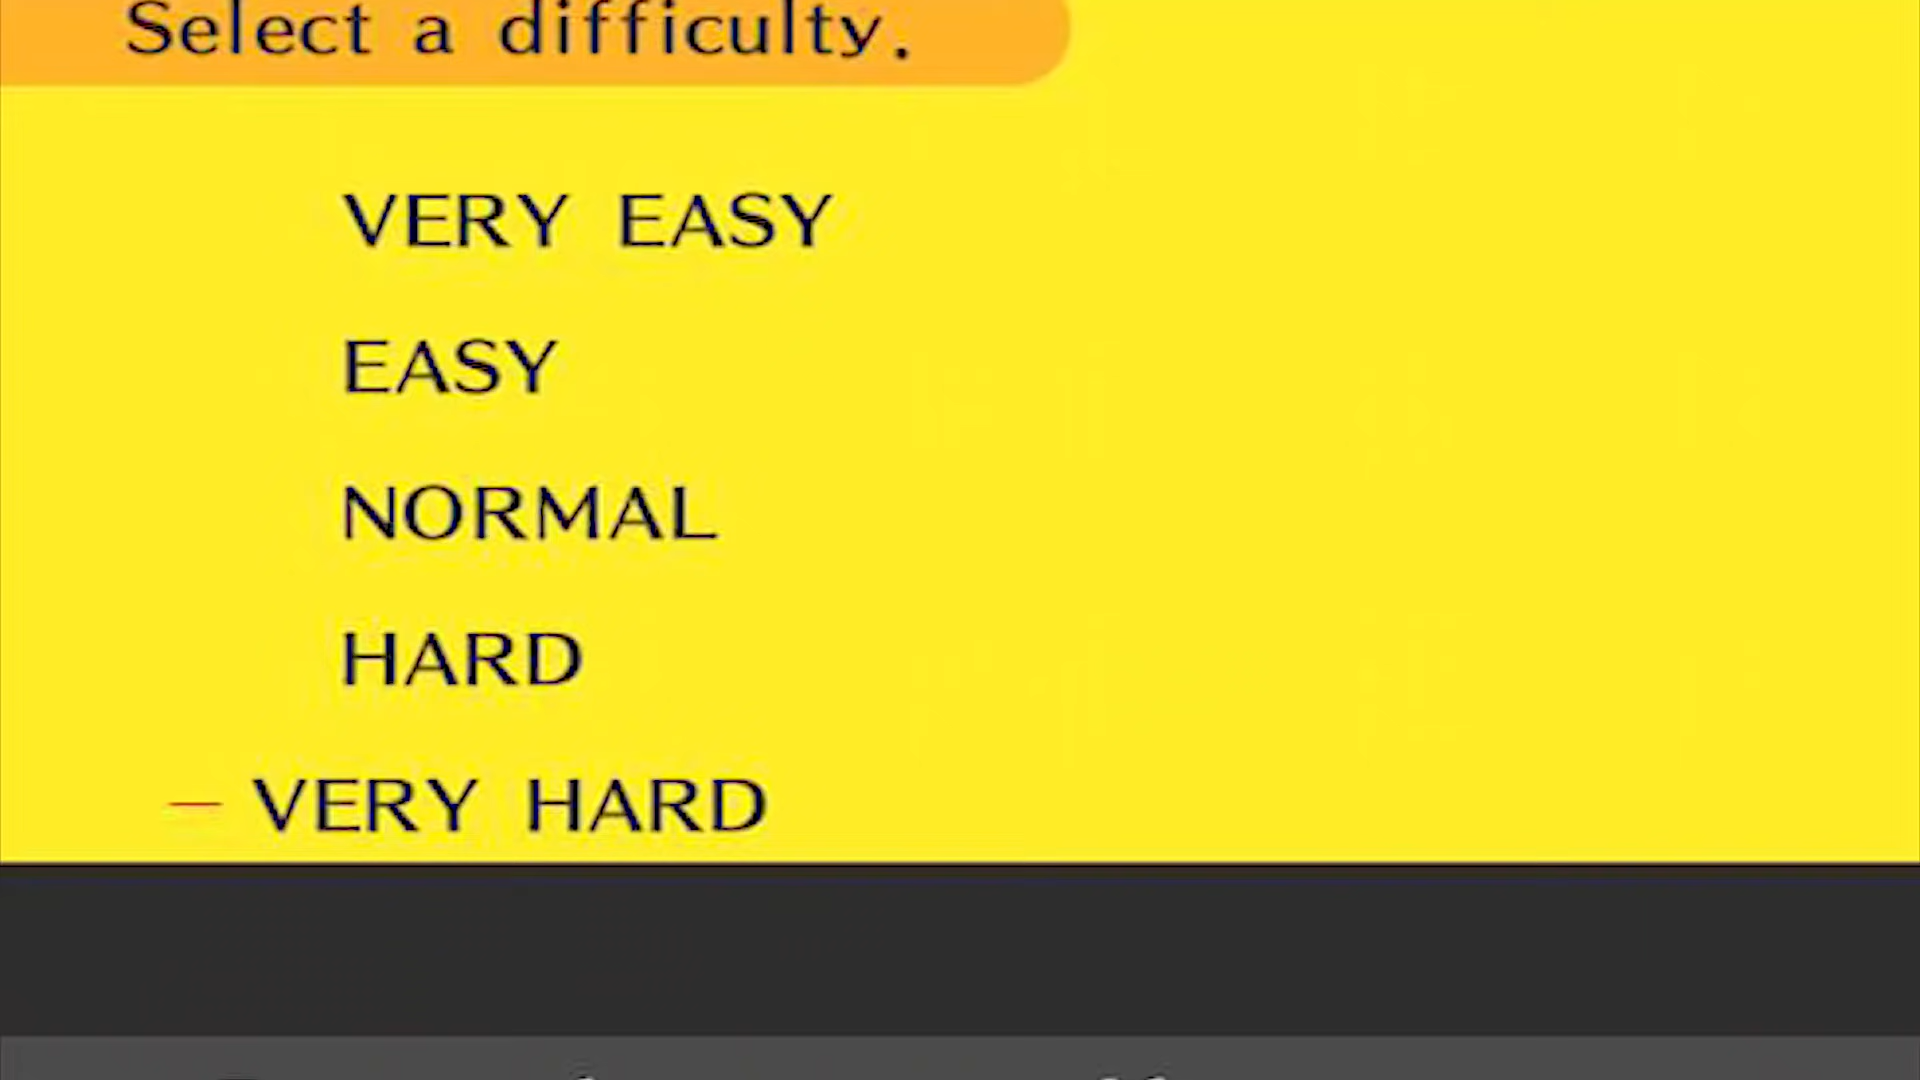 Select a difficulty.
VERY EASY
EASY
NORMAL
HARD
VERY HARD